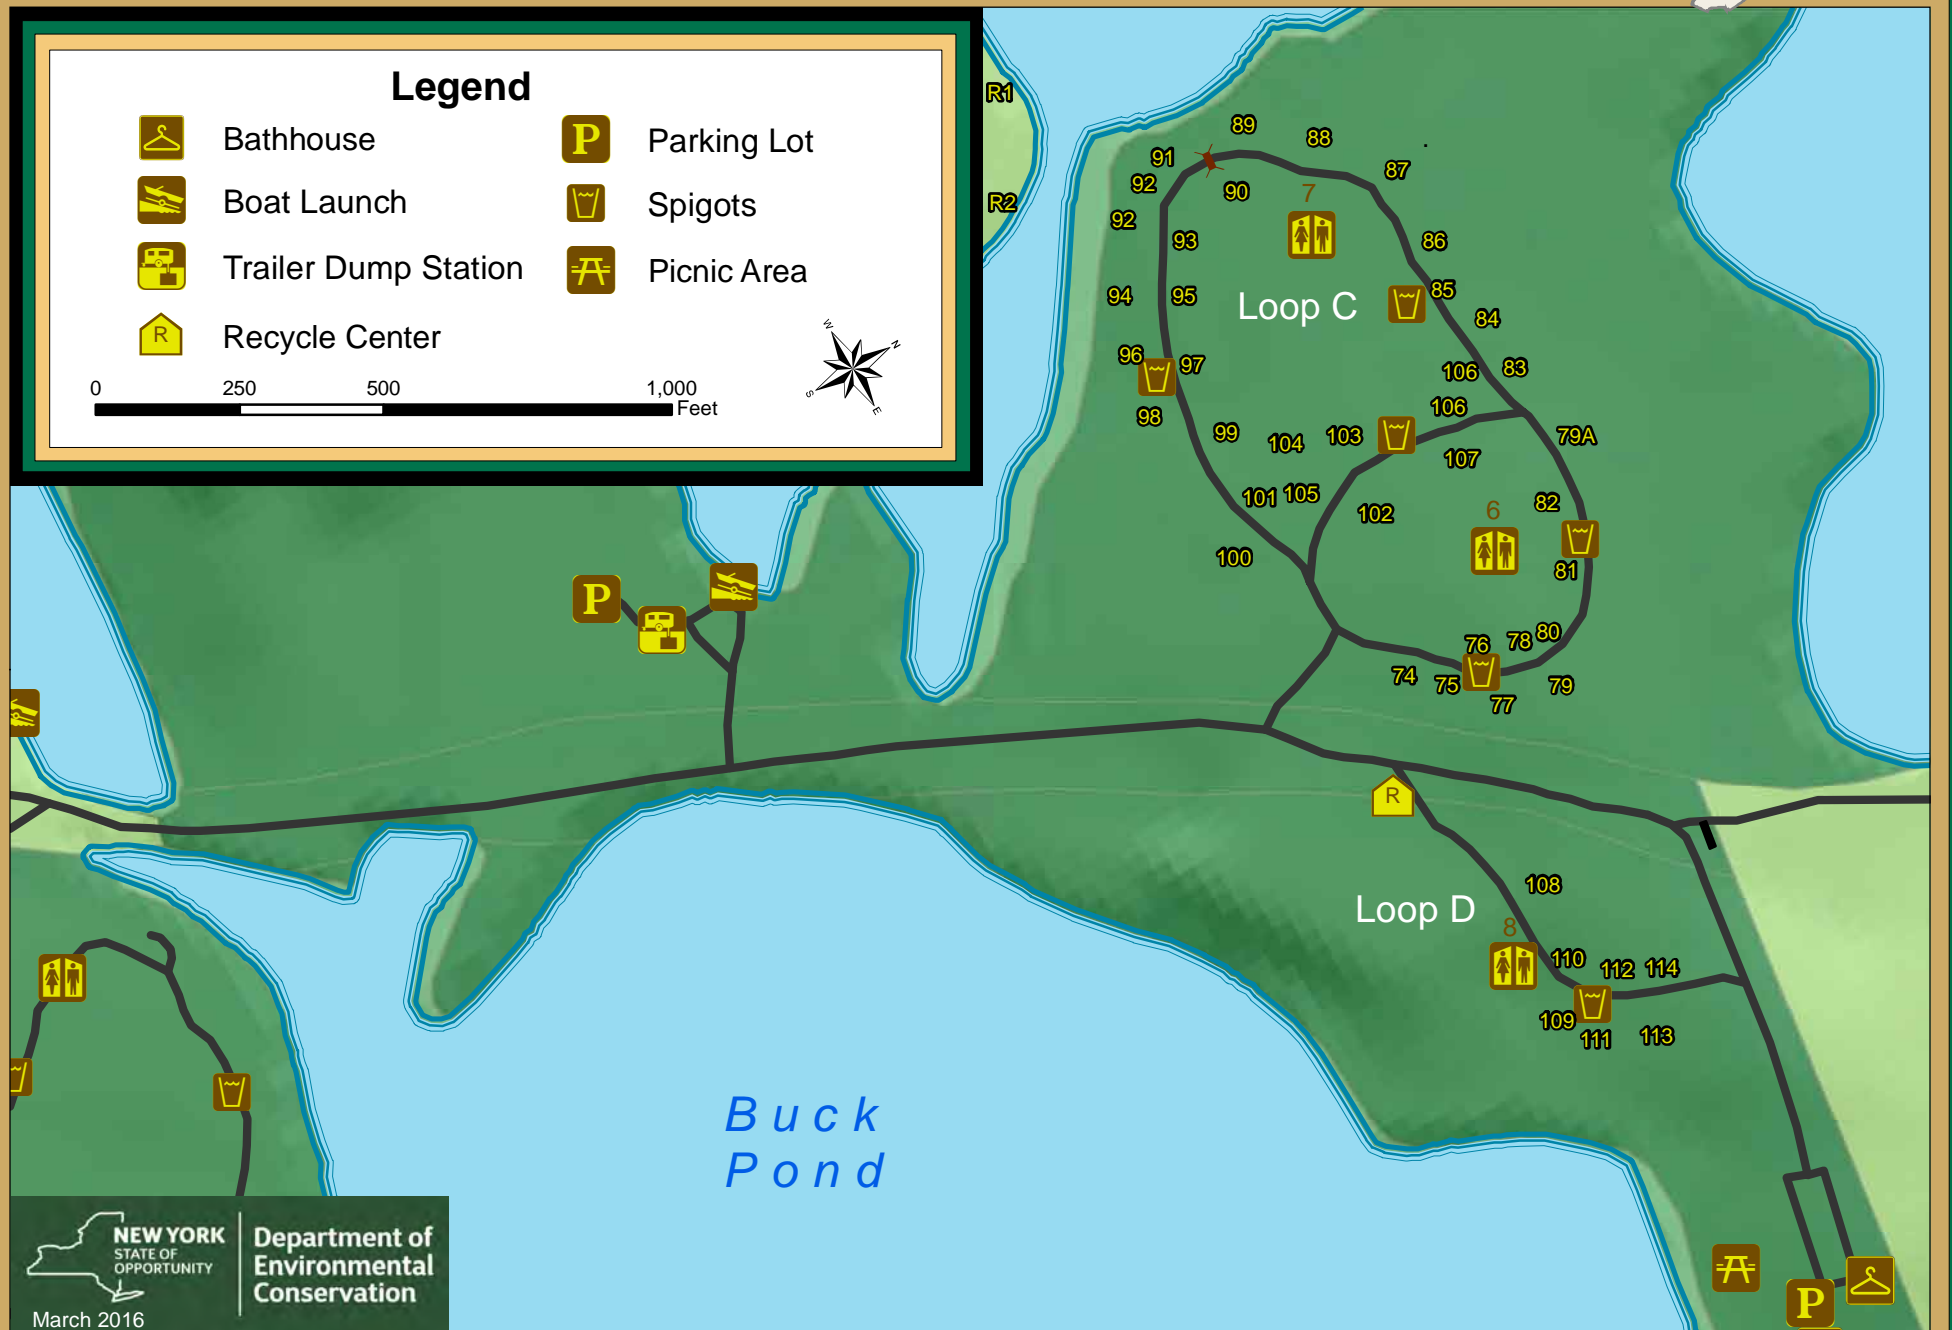 Legend
Bathhouse
P
Parking Lot
Boat Launch
Spigots
Trailer Dump Station
Picnic Area
R
Recycle Center
W
N
S
E
0 250 500 1,000
Feet
R1
R2
89
88
91
87
92
90
7
92
93
86
94
95
Loop C
85
84
96
97
106
83
98
106
99
104
103
79A
107
101
105
102
82
6
100
81
P
76
78
80
74
75
79
77
R
108
Loop D
8
110
112
114
109
111
113
Buck
Pond
NEW YORK
STATE OF
OPPORTUNITY
Department of
Environmental
Conservation
P
March 2016